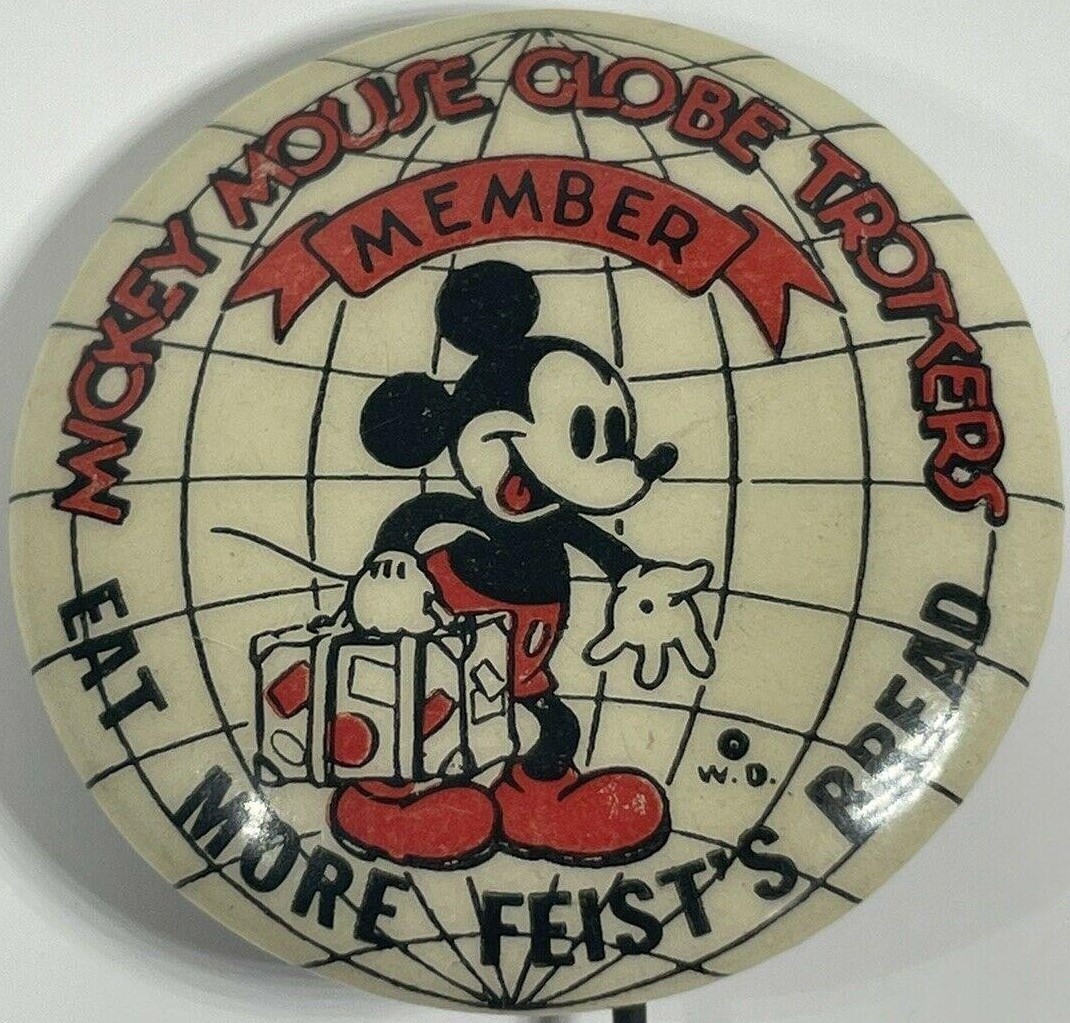 MICKEY MOUSE GLOBE TROTTERS
MEMBER
© W.D.
EAT MORE FEIST'S BREAD